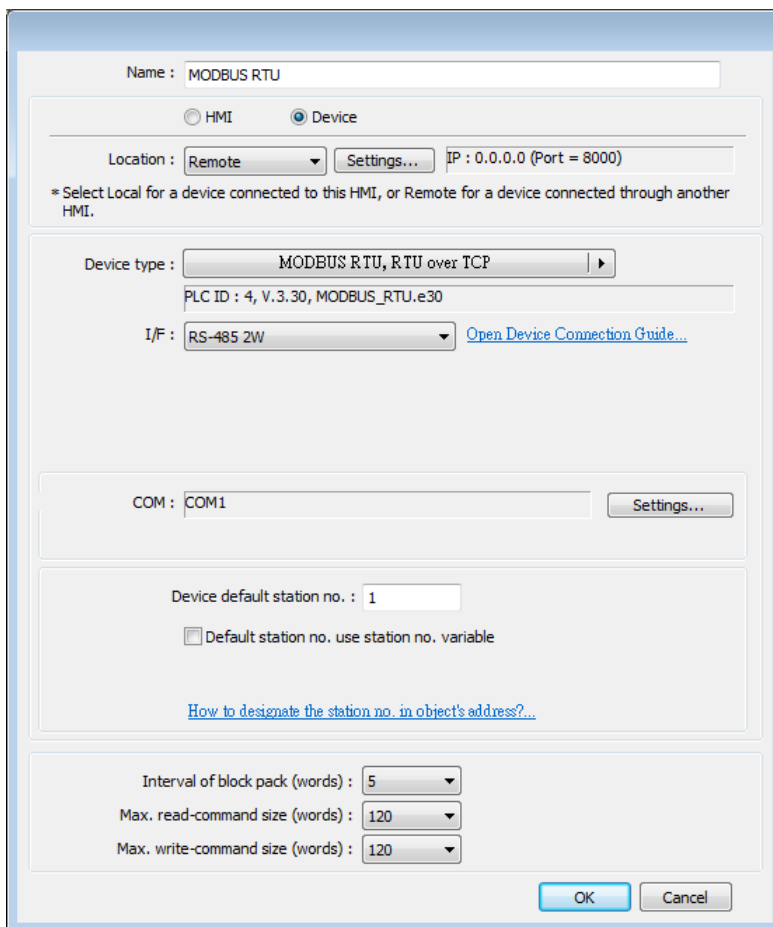 Name : MODBUS RTU
HMI Device
Location : Remote Settings... IP : 0.0.0.0 (Port = 8000)
* Select Local for a device connected to this HMI, or Remote for a device connected through another
HMI.
Device type : MODBUS RTU, RTU over TCP
PLC ID : 4, V.3.30, MODBUS_RTU.e30
I/F : RS-485 2W Open Device Connection Guide...
COM : COM1 Settings...
Device default station no. : 1
Default station no. use station no. variable
How to designate the station no. in object's address?...
Interval of block pack (words) : 5
Max. read-command size (words) : 120
Max. write-command size (words) : 120
OK Cancel